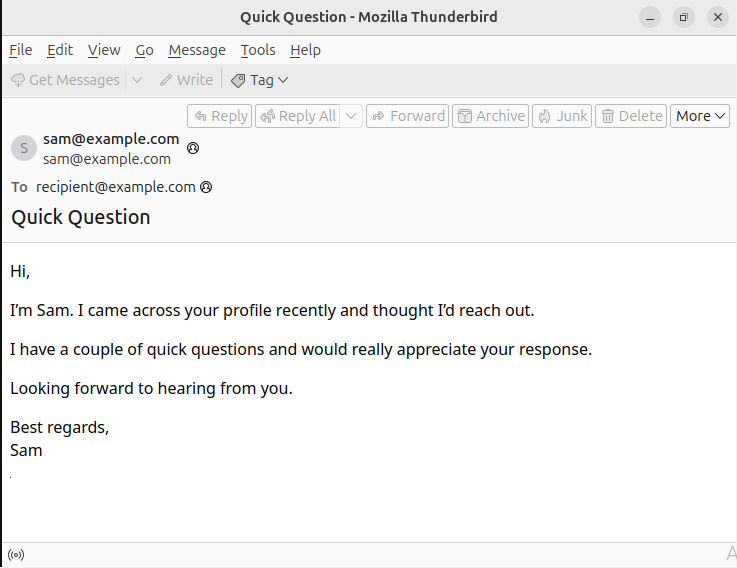 Quick Question - Mozilla Thunderbird
File Edit View Go Message Tools Help
Get Messages Write Tag
Reply Reply All Forward Archive Junk Delete More
S
sam@example.com
sam@example.com
To recipient@example.com
Quick Question
Hi,
I’m Sam. I came across your profile recently and thought I’d reach out.
I have a couple of quick questions and would really appreciate your response.
Looking forward to hearing from you.
Best regards,
Sam
.
A